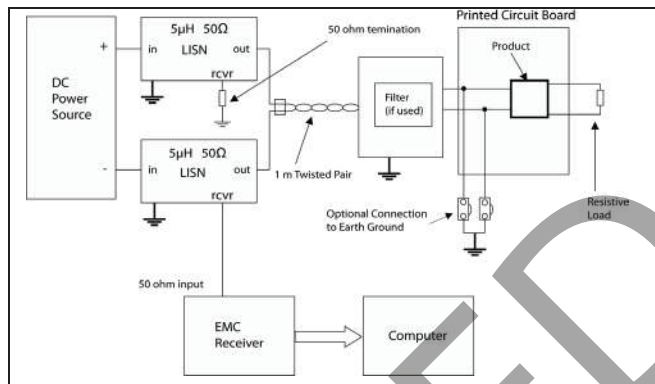 Printed Circuit Board
5µH 50Ω
LISN
in
out
rcvr
+
50 ohm temination
DC
Power
Source
Product
Filter
(if used)
5µH 50Ω
LISN
in
out
rcvr
-
1 m Twisted Pair
Optional Connection
to Earth Ground
Resistive
Load
50 ohm input
EMC
Receiver
Computer